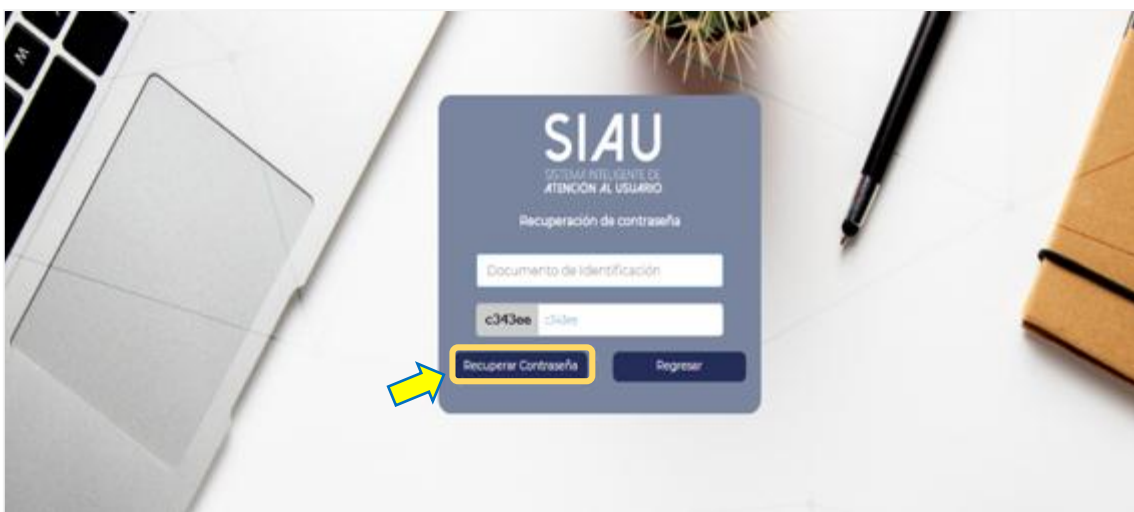 SIAU
SISTEMA INTELIGENTE DE
ATENCIÓN AL USUARIO
Recuperación de contraseña
Documento de Identificación
c343ee c343ee
Recuperar Contraseña Regresar